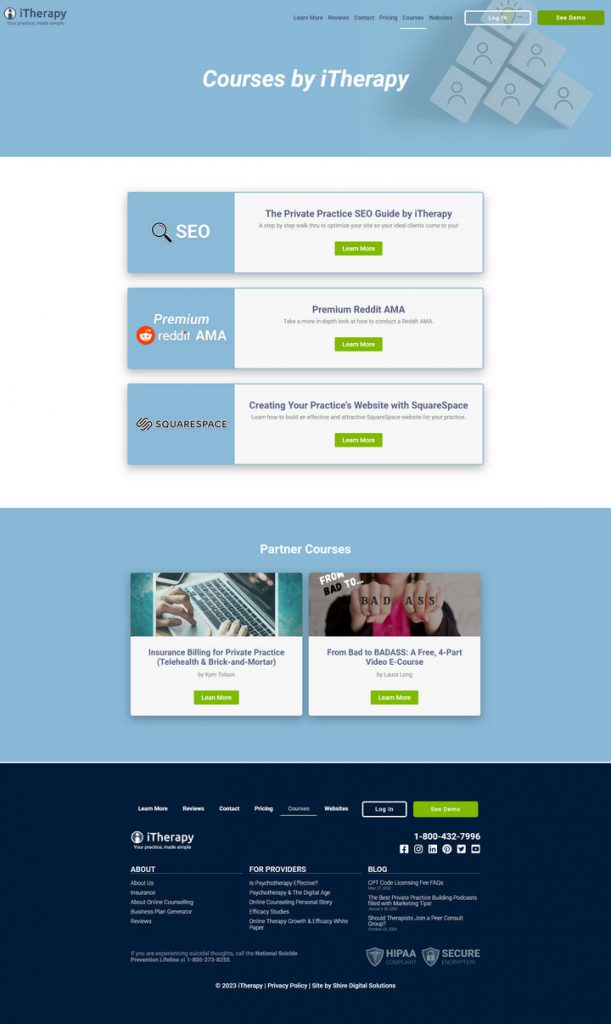 iTherapy
Your practice, made simple
Learn More Reviews Contact Pricing Courses Websites
Log In
See Demo
Courses by iTherapy
SEO
The Private Practice SEO Guide by iTherapy
A step by step walk thru to optimize your site so your ideal clients come to you!
Learn More
Premium
reddit AMA
Premium Reddit AMA
Take a more in-depth look at how to conduct a Reddit AMA.
Learn More
SQUARESPACE
Creating Your Practice's Website with SquareSpace
Learn how to build an effective and attractive SquareSpace website for your practice.
Learn More
Partner Courses
FROM
BAD TO...
BAD ASS
Insurance Billing for Private Practice
(Telehealth & Brick-and-Mortar)
by Kym Tolson
Lean More
From Bad to BADASS: A Free, 4-Part
Video E-Course
by Laura Long
Learn More
Learn More Reviews Contact Pricing Courses Websites
Log In
See Demo
iTherapy
Your practice, made simple
1-800-432-7996
ABOUT
About Us
Insurance
About Online Counselling
Business Plan Generator
Reviews
FOR PROVIDERS
Is Psychotherapy Effective?
Psychotherapy & The Digital Age
Online Counseling Personal Story
Efficacy Studies
Online Therapy Growth & Efficacy White
Paper
BLOG
CPT Code Licensing Fee FAQs
The Best Private Practice Building Podcasts
filled with Marketing Tips!
Should Therapists Join a Peer Consult
Group?
If you are experiencing suicidal thoughts, call the National Suicide
Prevention Lifeline at 1-800-273-8255.
HIPAA
COMPLIANT
SECURE
ENCRYPTION
© 2023 iTherapy | Privacy Policy | Site by Shire Digital Solutions